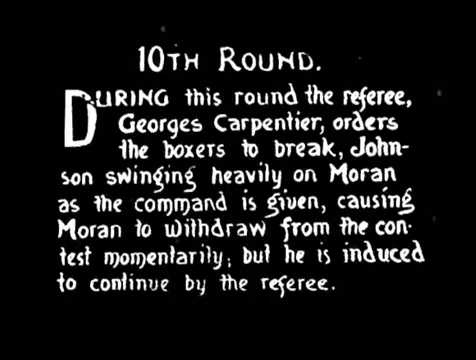 10TH ROUND.
DURING this round the referee,
Georges Carpentier, orders
the boxers to break, John-
son swinging heavily on Moran
as the command is given, causing
Moran to withdraw from the con-
test momentarily; but he is induced
to continue by the referee.